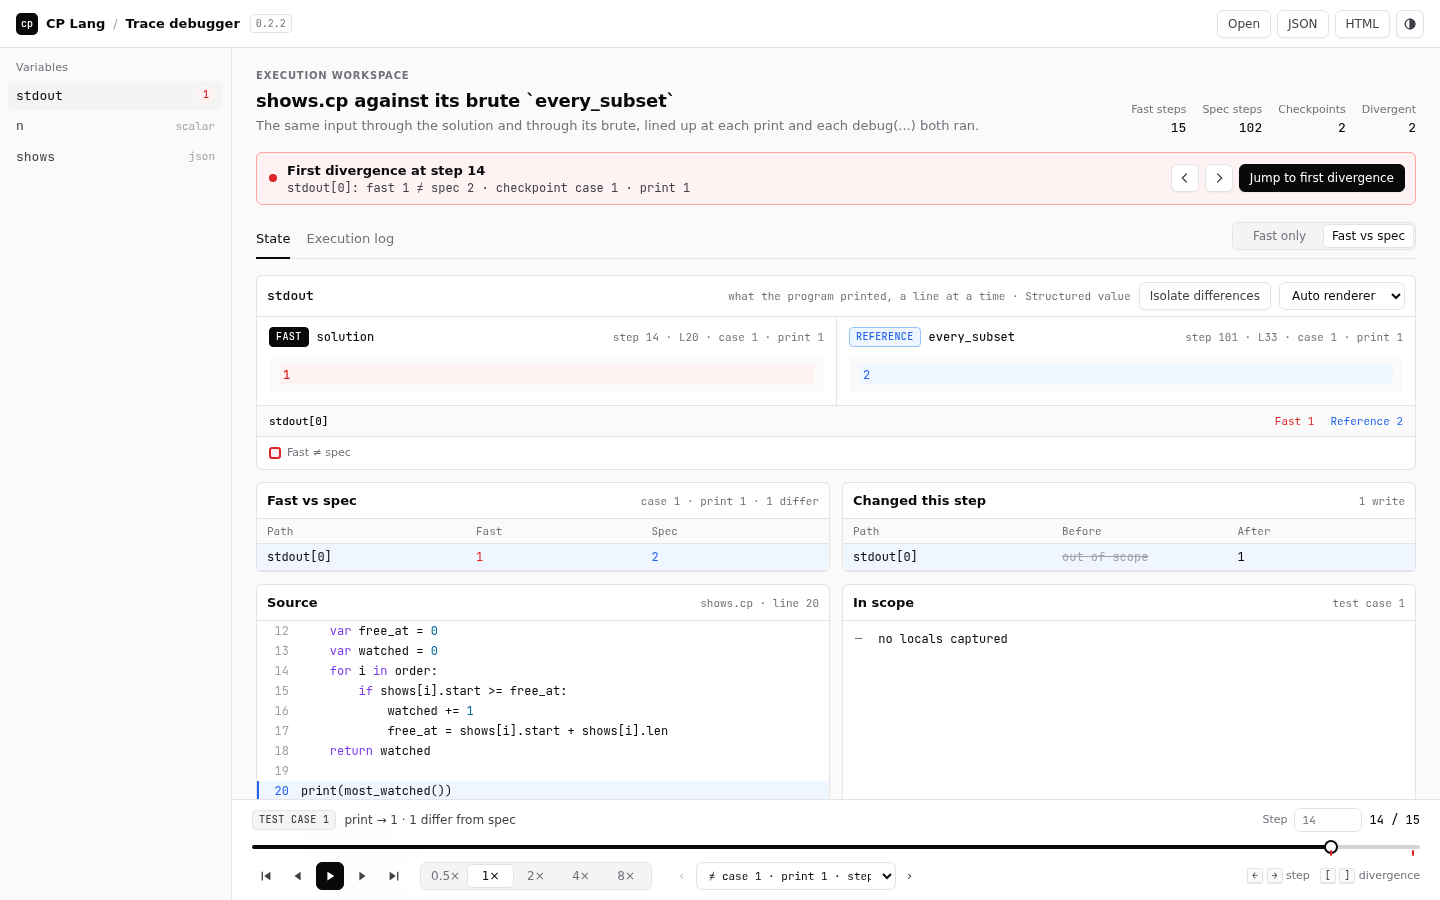 cp CP Lang / Trace debugger 0.2.2 Open JSON HTML
Variables
stdout 1
n scalar
shows json
EXECUTION WORKSPACE
shows.cp against its brute `every_subset`
The same input through the solution and through its brute, lined up at each print and each debug(...) both ran.
Fast steps Spec steps Checkpoints Divergent
15 102 2 2
First divergence at step 14
stdout[0]: fast 1 ≠ spec 2 · checkpoint case 1 · print 1
Jump to first divergence
State Execution log Fast only Fast vs spec
stdout what the program printed, a line at a time · Structured value Isolate differences Auto renderer
FAST solution step 14 · L20 · case 1 · print 1
1
REFERENCE every_subset step 101 · L33 · case 1 · print 1
2
stdout[0] Fast 1 Reference 2
Fast ≠ spec
Fast vs spec case 1 · print 1 · 1 differ
Path Fast Spec
stdout[0] 1 2
Changed this step 1 write
Path Before After
stdout[0] out of scope 1
Source shows.cp · line 20
12 var free_at = 0
13 var watched = 0
14 for i in order:
15 if shows[i].start >= free_at:
16 watched += 1
17 free_at = shows[i].start + shows[i].len
18 return watched
19
20 print(most_watched())
In scope test case 1
— no locals captured
TEST CASE 1 print → 1 · 1 differ from spec Step 14 14 / 15
0.5× 1× 2× 4× 8× ‹ ≠ case 1 · print 1 · step › ← → step [ ] divergence